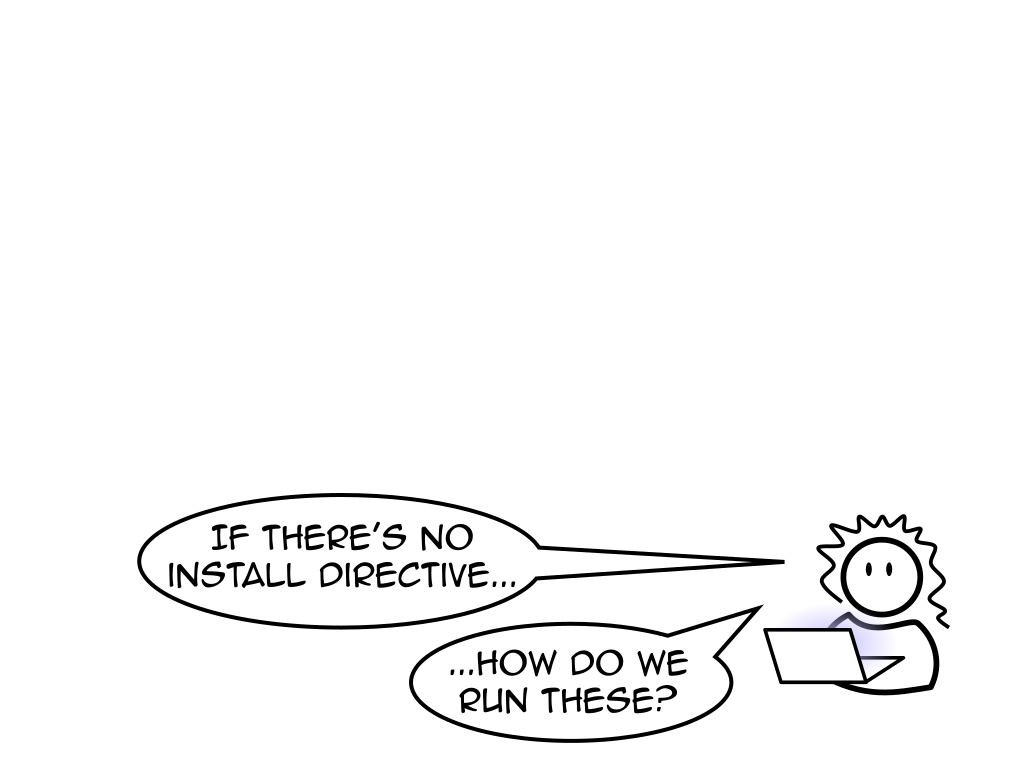 IF THERE'S NO
INSTALL DIRECTIVE...
...HOW DO WE
RUN THESE?